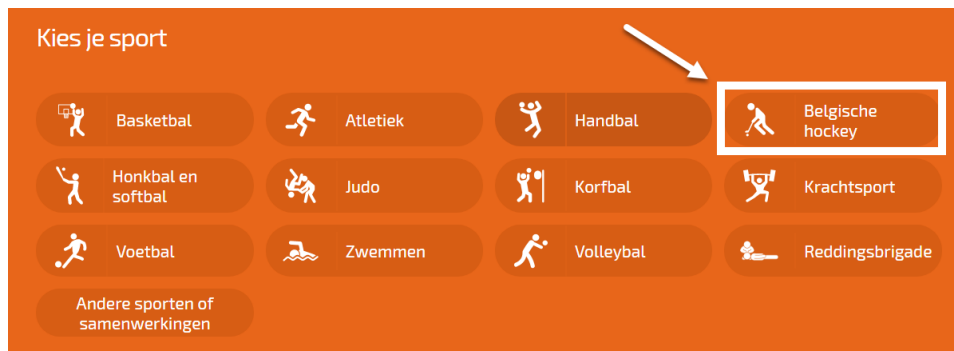 Kies je sport
Basketbal
Atletiek
Handbal
Belgische
hockey
Honkbal en
softbal
Judo
Korfbal
Krachtsport
Voetbal
Zwemmen
Volleybal
Reddingsbrigade
Andere sporten of
samenwerkingen